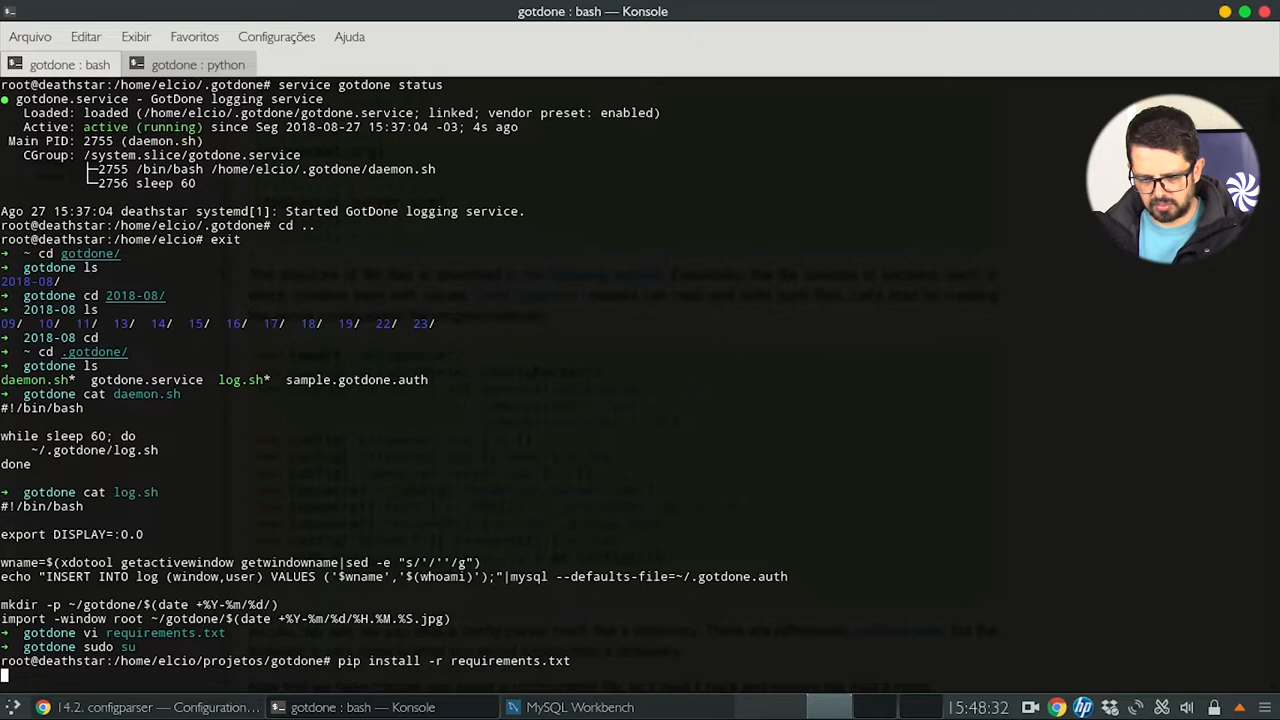 gotdone : bash — Konsole
Arquivo Editar Exibir Favoritos Configurações Ajuda
gotdone : bash gotdone : python
root@deathstar:/home/elcio/.gotdone# service gotdone status
● gotdone.service - GotDone logging service
Loaded: loaded (/home/elcio/.gotdone/gotdone.service; linked; vendor preset: enabled)
Active: active (running) since Seg 2018-08-27 15:37:04 -03; 4s ago
Main PID: 2755 (daemon.sh)
CGroup: /system.slice/gotdone.service
├─2755 /bin/bash /home/elcio/.gotdone/daemon.sh
└─2756 sleep 60
Ago 27 15:37:04 deathstar systemd[1]: Started GotDone logging service.
root@deathstar:/home/elcio/.gotdone# cd ..
root@deathstar:/home/elcio# exit
➜ ~ cd gotdone/
➜ gotdone ls
2018-08/
➜ gotdone cd 2018-08/
➜ 2018-08 ls
09/ 10/ 11/ 13/ 14/ 15/ 16/ 17/ 18/ 19/ 22/ 23/
➜ 2018-08 cd
➜ ~ cd .gotdone/
➜ gotdone ls
daemon.sh* gotdone.service log.sh* sample.gotdone.auth
➜ gotdone cat daemon.sh
#!/bin/bash
while sleep 60; do
~/.gotdone/log.sh
done
➜ gotdone cat log.sh
#!/bin/bash
export DISPLAY=:0.0
wname=$(xdotool getactivewindow getwindowname|sed -e "s/'/''/g")
echo "INSERT INTO log (window,user) VALUES ('$wname','$(whoami)');"|mysql --defaults-file=~/.gotdone.auth
mkdir -p ~/gotdone/$(date +%Y-%m/%d/)
import -window root ~/gotdone/$(date +%Y-%m/%d/%H.%M.%S.jpg)
➜ gotdone vi requirements.txt
➜ gotdone sudo su
root@deathstar:/home/elcio/projetos/gotdone# pip install -r requirements.txt
14.2. configparser — Configuration... gotdone : bash — Konsole MySQL Workbench 15:48:32